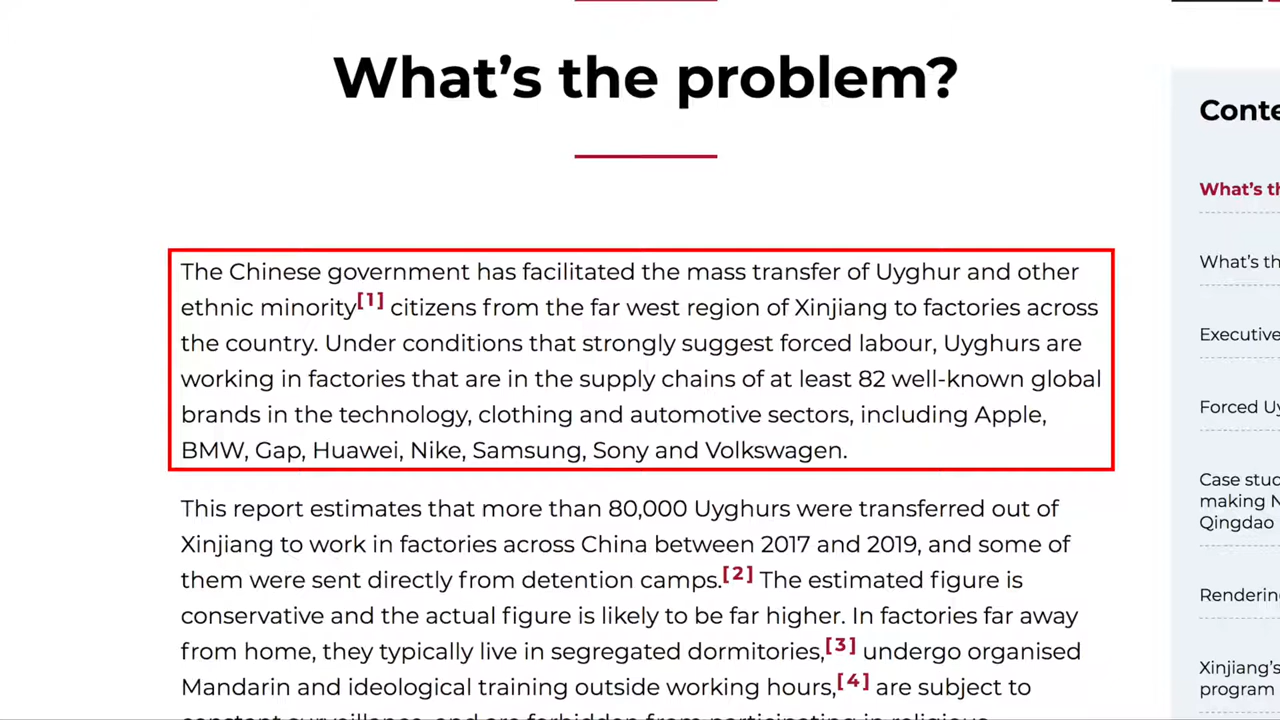 What’s the problem?
The Chinese government has facilitated the mass transfer of Uyghur and other
ethnic minority[1] citizens from the far west region of Xinjiang to factories across
the country. Under conditions that strongly suggest forced labour, Uyghurs are
working in factories that are in the supply chains of at least 82 well-known global
brands in the technology, clothing and automotive sectors, including Apple,
BMW, Gap, Huawei, Nike, Samsung, Sony and Volkswagen.
This report estimates that more than 80,000 Uyghurs were transferred out of
Xinjiang to work in factories across China between 2017 and 2019, and some of
them were sent directly from detention camps.[2] The estimated figure is
conservative and the actual figure is likely to be far higher. In factories far away
from home, they typically live in segregated dormitories,[3] undergo organised
Mandarin and ideological training outside working hours,[4] are subject to
What’s
What’s
Executive
Forced
Case
making
Qingdao
Xinjiang’s
program